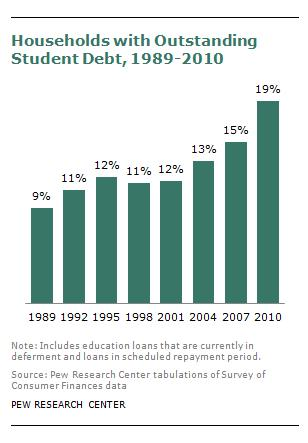 Households with Outstanding
Student Debt, 1989-2010
19%
15%
13%
12%
11%
11%
12%
9%
1989 1992 1995 1998 2001 2004 2007 2010
Note: Includes education loans that are currently in
deferment and loans in scheduled repayment period.
Source: Pew Research Center tabulations of Survey of
Consumer Finances data
PEW RESEARCH CENTER